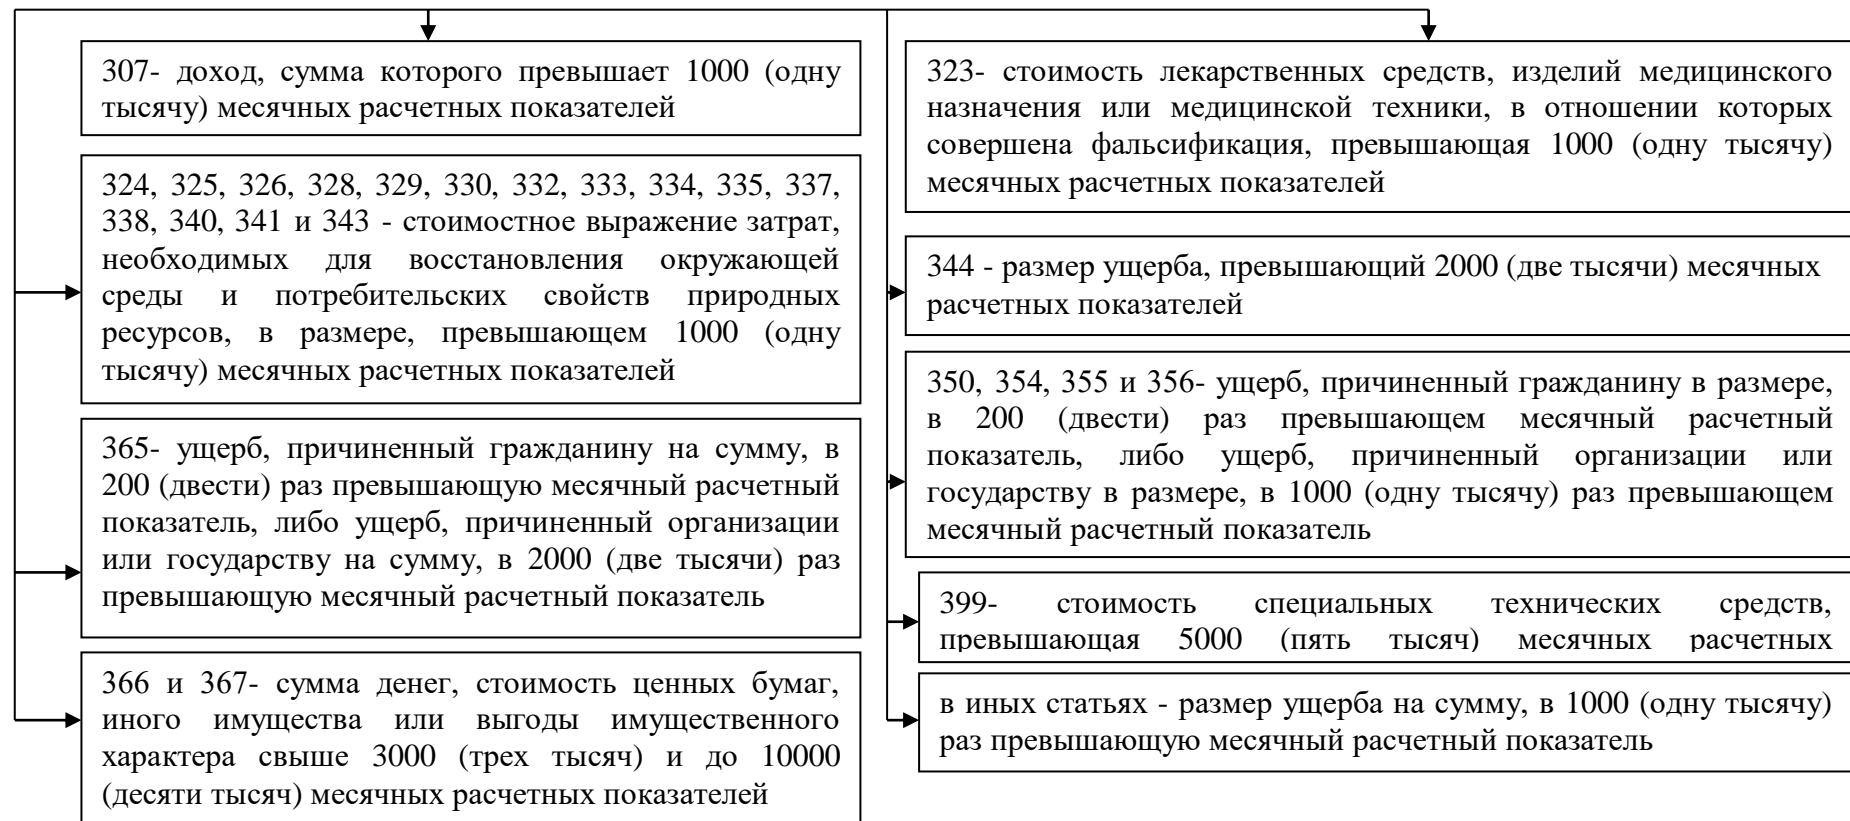 307- доход, сумма которого превышает 1000 (одну
тысячу) месячных расчетных показателей
324, 325, 326, 328, 329, 330, 332, 333, 334, 335, 337,
338, 340, 341 и 343 - стоимостное выражение затрат,
необходимых для восстановления окружающей
среды и потребительских свойств природных
ресурсов, в размере, превышающем 1000 (одну
тысячу) месячных расчетных показателей
365- ущерб, причиненный гражданину на сумму, в
200 (двести) раз превышающую месячный расчетный
показатель, либо ущерб, причиненный организации
или государству на сумму, в 2000 (две тысячи) раз
превышающую месячный расчетный показатель
366 и 367- сумма денег, стоимость ценных бумаг,
иного имущества или выгоды имущественного
характера свыше 3000 (трех тысяч) и до 10000
(десяти тысяч) месячных расчетных показателей
323- стоимость лекарственных средств, изделий медицинского
назначения или медицинской техники, в отношении которых
совершена фальсификация, превышающая 1000 (одну тысячу)
месячных расчетных показателей
344 - размер ущерба, превышающий 2000 (две тысячи) месячных
расчетных показателей
350, 354, 355 и 356- ущерб, причиненный гражданину в размере,
в 200 (двести) раз превышающем месячный расчетный
показатель, либо ущерб, причиненный организации или
государству в размере, в 1000 (одну тысячу) раз превышающем
месячный расчетный показатель
399- стоимость специальных технических средств,
превышающая 5000 (пять тысяч) месячных расчетных
в иных статьях - размер ущерба на сумму, в 1000 (одну тысячу)
раз превышающую месячный расчетный показатель